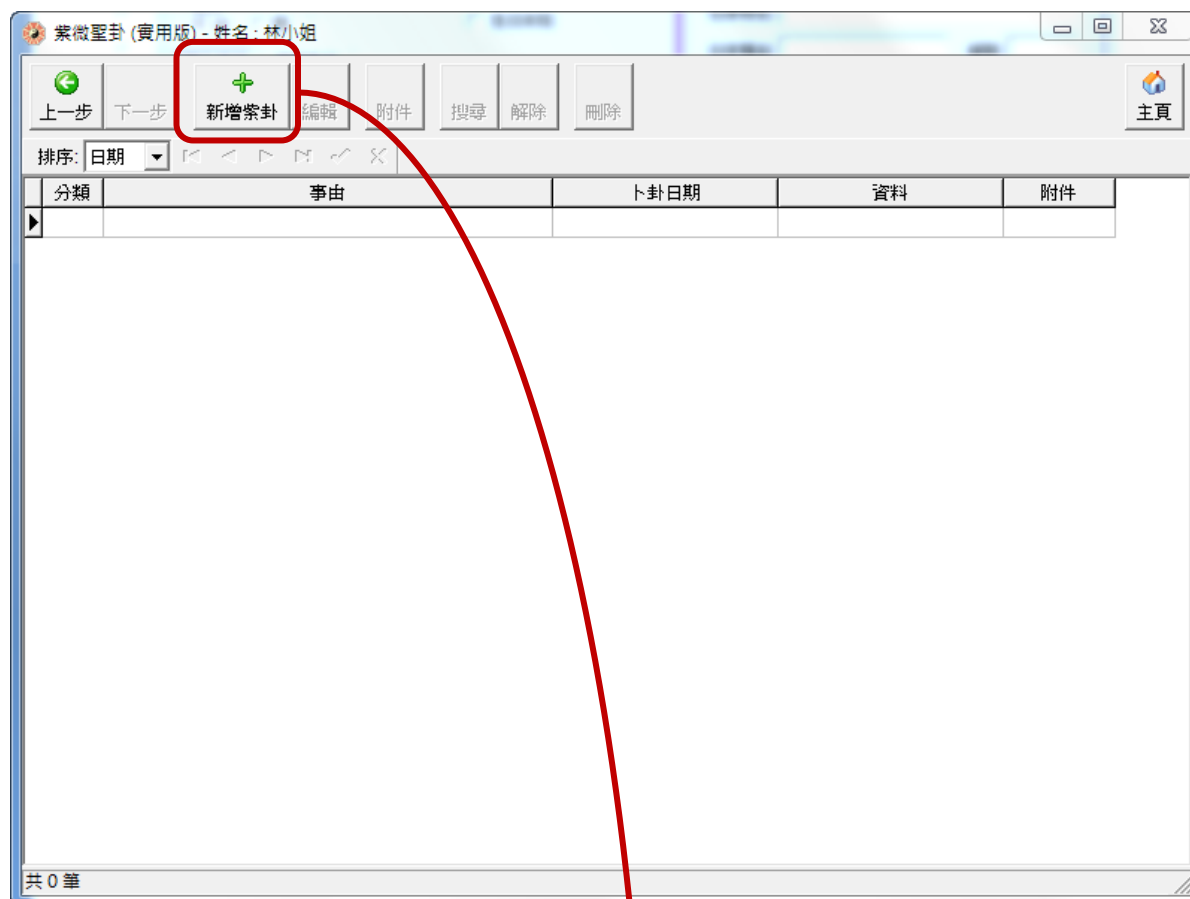 紫微聖卦 (實用版) - 姓名 : 林小姐
上一步 下一步 新增紫卦 編輯 附件 搜尋 解除 刪除 主頁
排序: 日期
分類 事由 卜卦日期 資料 附件
共 0 筆